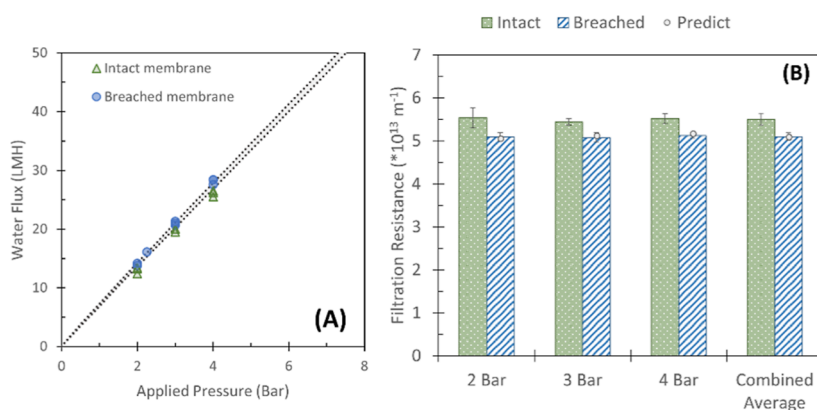 50
40
30
20
10
0
Water Flux (LMH)
Intact membrane
Breached membrane
(A)
0 2 4 6 8
Applied Pressure (Bar)
Intact Breached Predict
7
6
5
4
3
2
1
0
Filtration Resistance (*10¹³ m⁻¹)
(B)
2 Bar 3 Bar 4 Bar Combined
Average